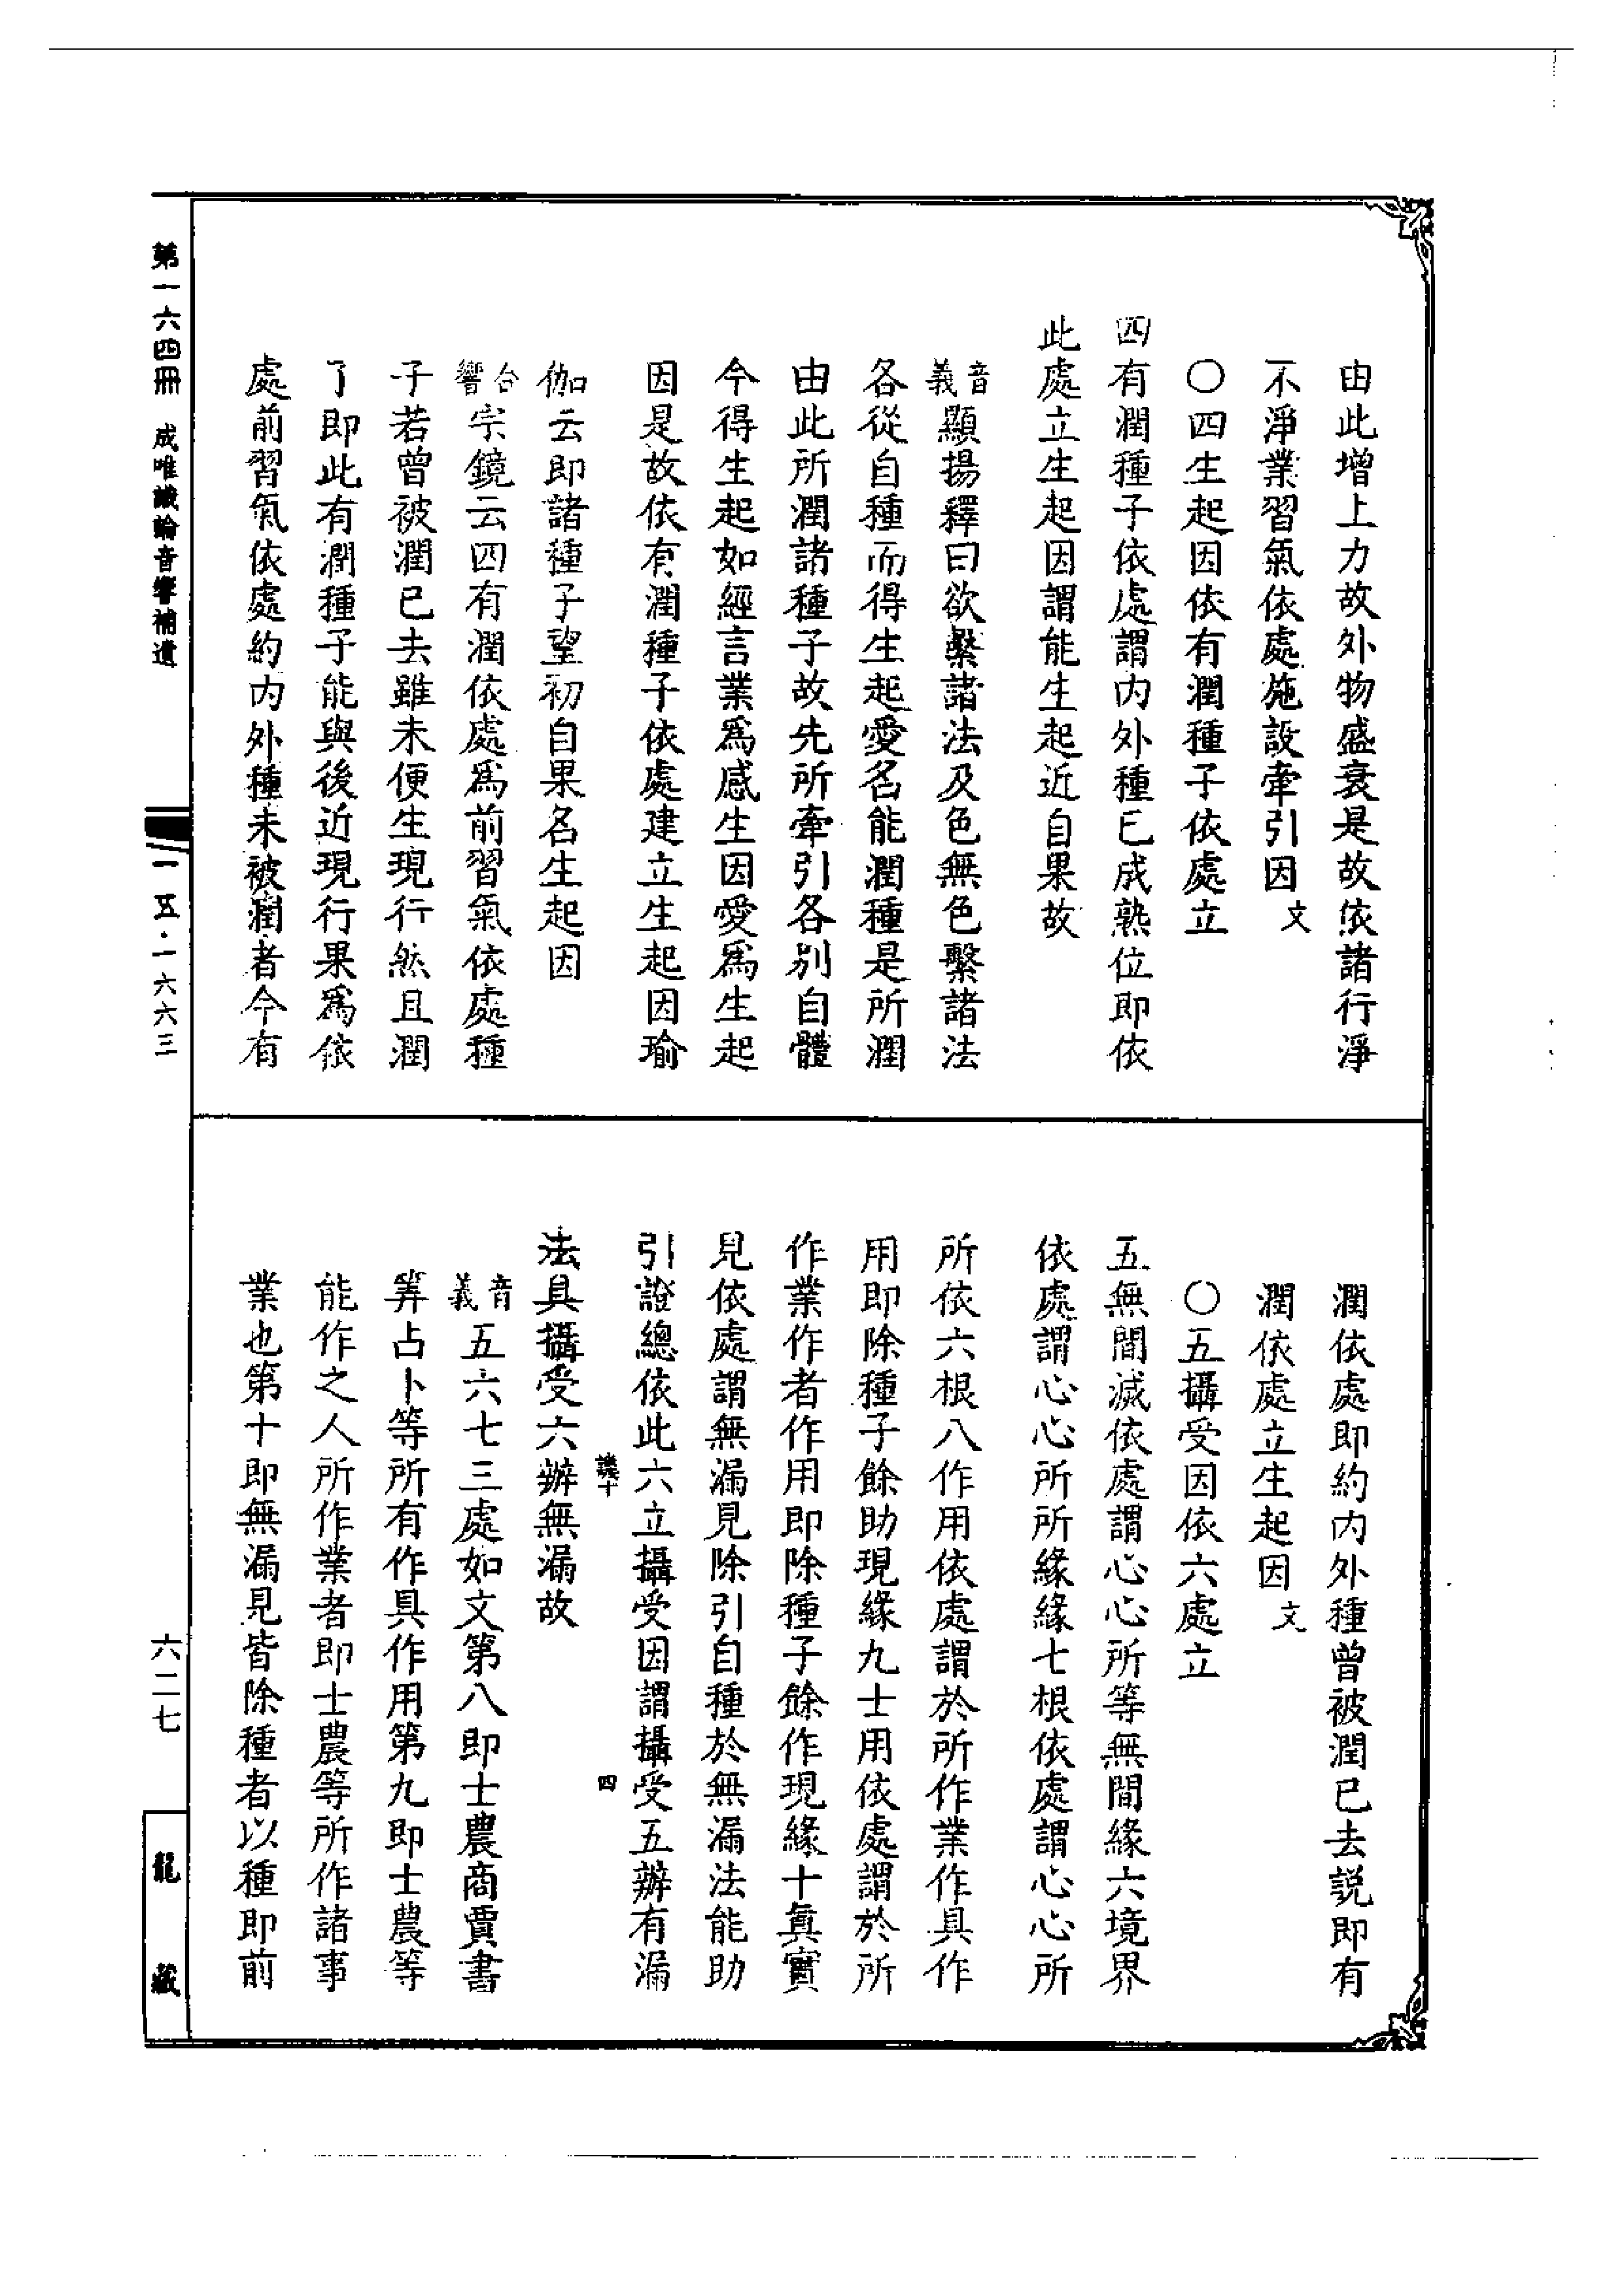 由此增上力故外物盛衰是故依諸行淨
不淨業習氣依處施設牽引因文
〇四生起因依有潤種子依處立
四有潤種子依處謂內外種已成熟位即依
此處立生起因謂能生起近自果故
音義顯揚釋曰欲繫諸法及色無色繫諸法
各從自種而得生起愛名能潤種是所潤
由此所潤諸種子故先所牽引各別自體
今得生起如經言業爲感生因愛爲生起
因是故依有潤種子依處建立生起因瑜
伽云即諸種子望初自果名生起因
合響宗鏡云四有潤依處爲前習氣依處種
子若曾被潤已去雖未便生現行然且潤
了即此有潤種子能與後近現行果爲依
處前習氣依處約內外種未被潤者今有
潤依處即約內外種曾被潤已去説即有
潤依處立生起因文
〇五攝受因依六處立
五無間滅依處謂心心所等無間緣六境界
依處謂心心所所緣緣七根依處謂心心所
所依六根八作用依處謂於所作業作具作
用即除種子餘助現緣九士用依處謂於所
作業作者作用即除種子餘作現緣十眞實
見依處謂無漏見除引自種於無漏法能助
引證總依此六立攝受因謂攝受五辦有漏
譏十 四
法具攝受六辦無漏故
音義五六七三處如文第八即士農商賈書
筭占卜等所有作具作用第九即士農等
能作之人所作業者即士農等所作諸事
業也第十即無漏見皆除種者以種即前
第一六四冊 成唯識論音響補遺
一五·一六六三
六二七
龍藏